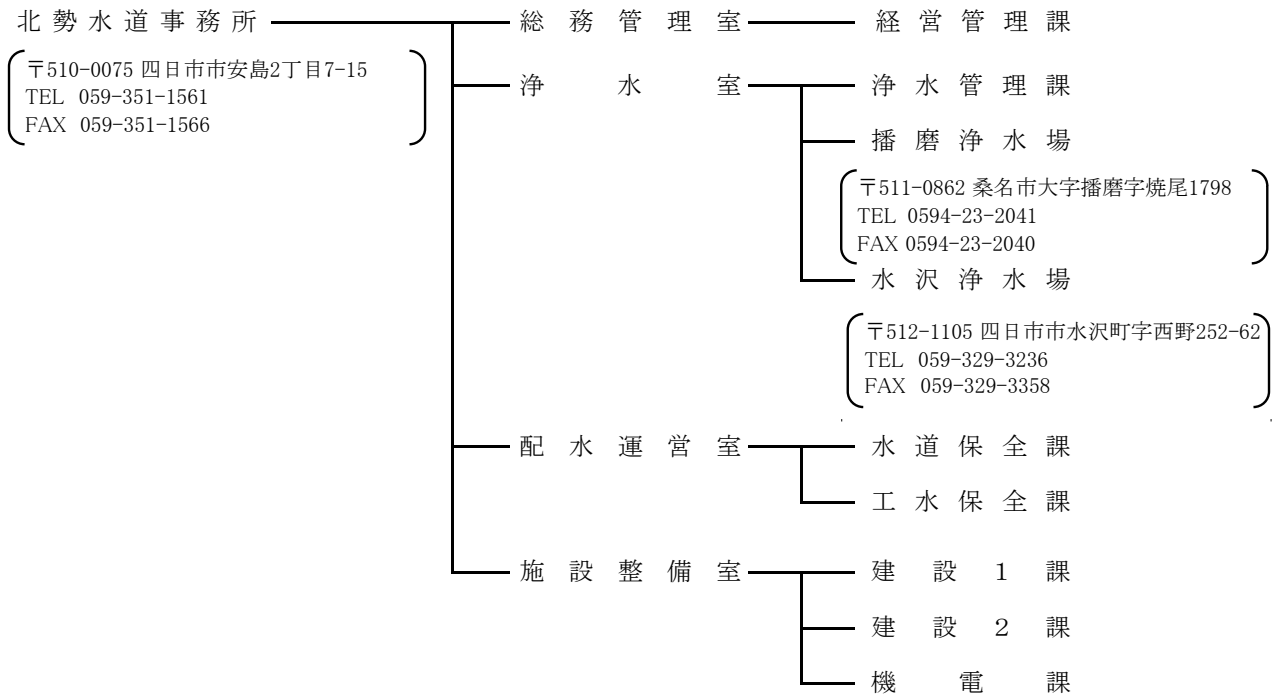 北勢水道事務所
〒510-0075 四日市市安島2丁目7-15
TEL 059-351-1561
FAX 059-351-1566
総務管理室
経営管理課
浄水室
浄水管理課
播磨浄水場
〒511-0862 桑名市大字播磨字焼尾1798
TEL 0594-23-2041
FAX 0594-23-2040
水沢浄水場
〒512-1105 四日市市水沢町字西野252-62
TEL 059-329-3236
FAX 059-329-3358
配水運営室
水道保全課
工水保全課
施設整備室
建設1課
建設2課
機電課